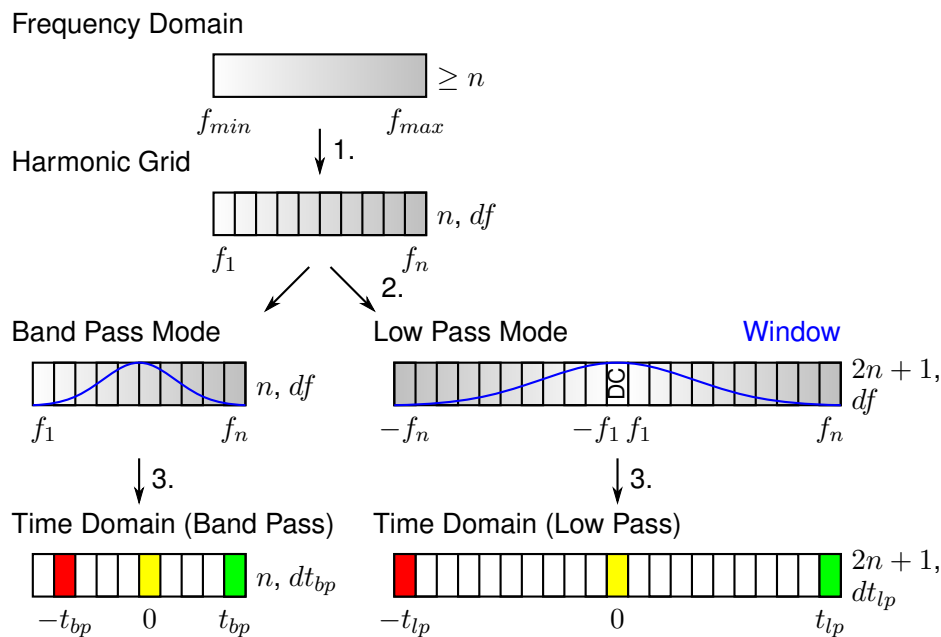 Frequency Domain
≥ n
f_min f_max
1.
Harmonic Grid
n, df
f_1 f_n
2.
Band Pass Mode Low Pass Mode Window
n, df DC 2n + 1, df
f_1 f_n −f_n −f_1 f_1 f_n
3. 3.
Time Domain (Band Pass) Time Domain (Low Pass)
n, dt_bp 2n + 1, dt_lp
−t_bp 0 t_bp −t_lp 0 t_lp